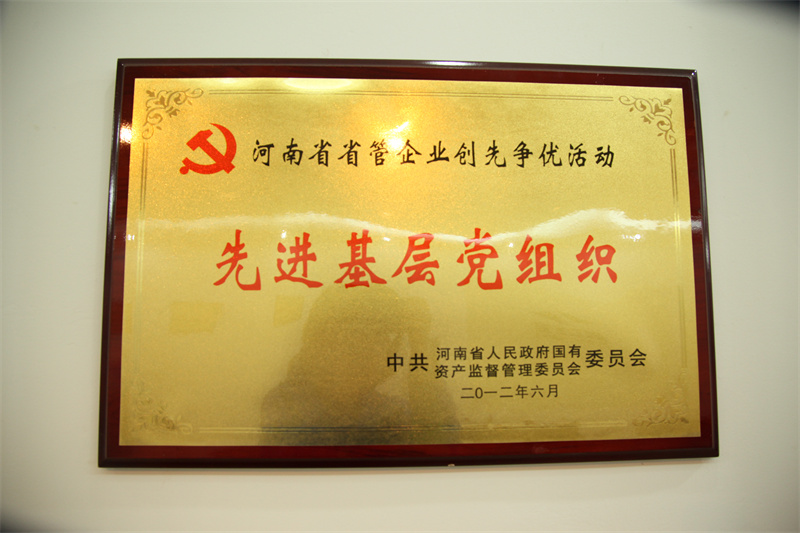 河南省省管企业创先争优活动
先进基层党组织
中共 河南省人民政府国有 委员会
资产监督管理委员会
二0一二年六月